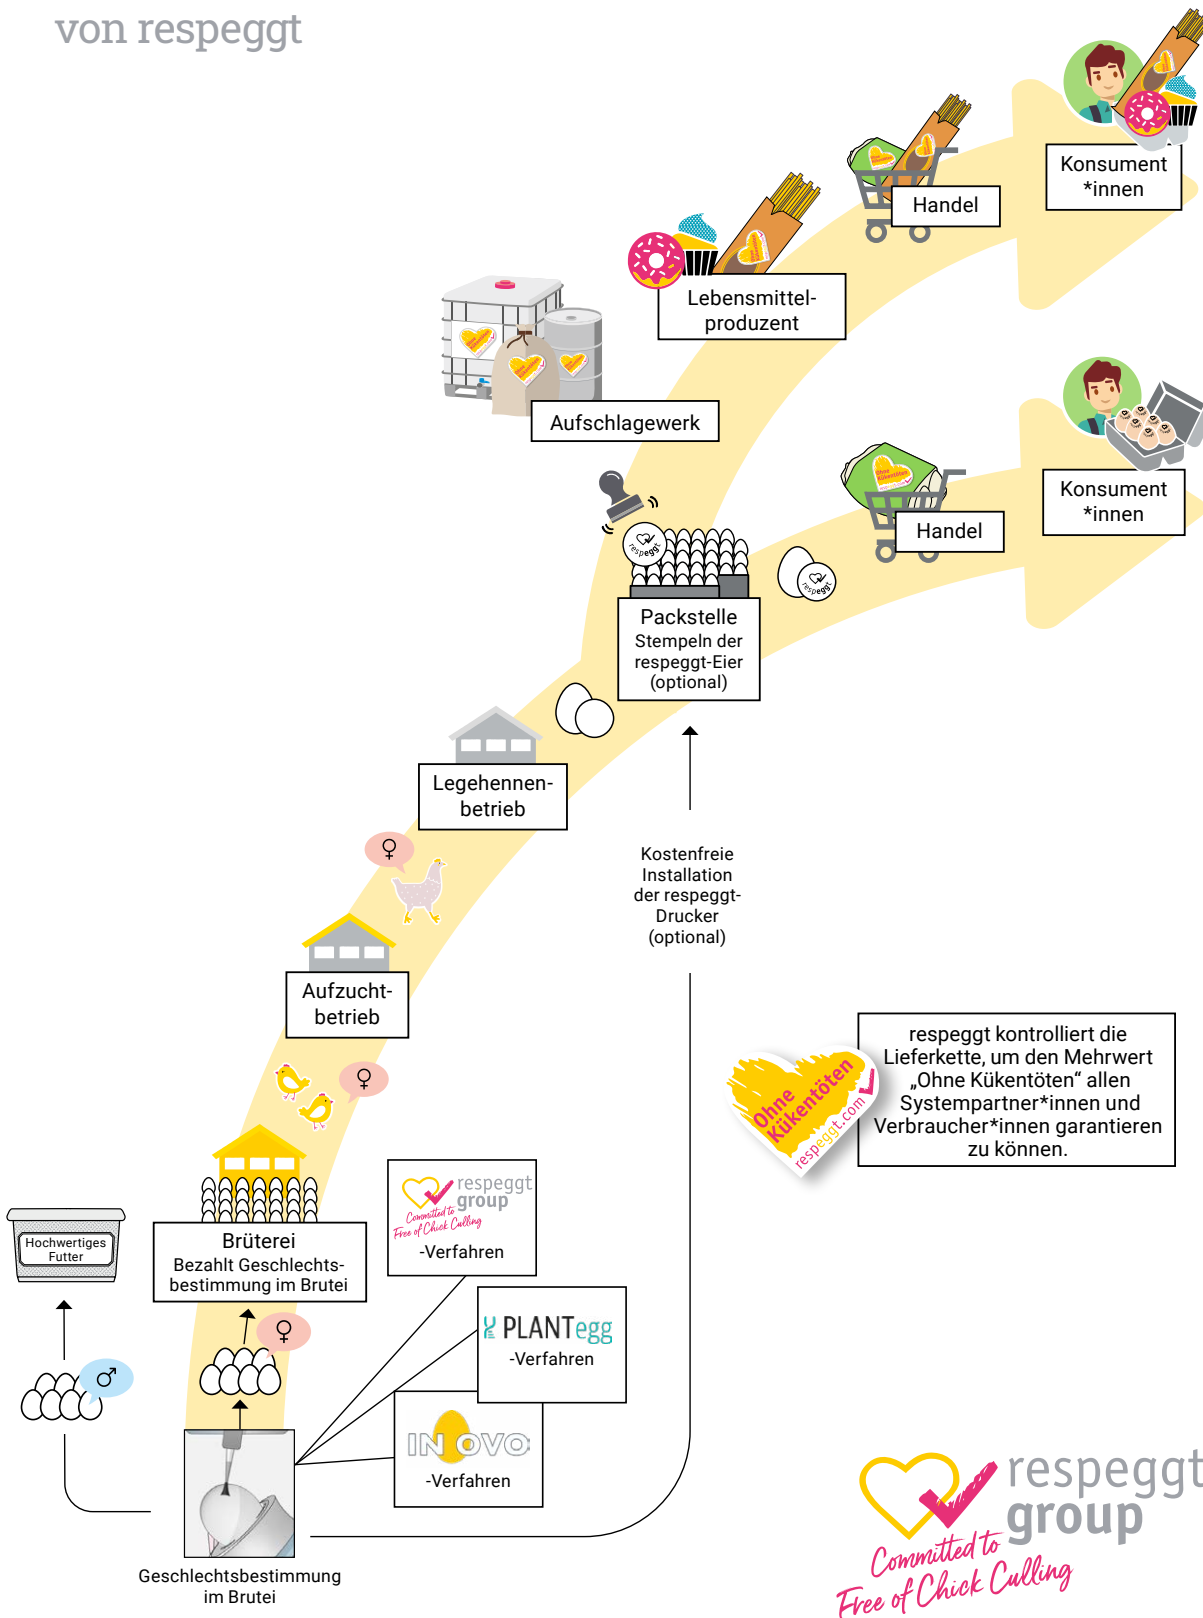 von respeggt
Konsument
*innen
Handel
Lebensmittel-
produzent
Aufschlagewerk
Ohne
Kükentöten
Konsument
*innen
Handel
respeggt
respeggt
Packstelle
Stempeln der
respeggt-Eier
(optional)
Legehennen-
betrieb
Kostenfreie
Installation
der respeggt-
Drucker
(optional)
Aufzucht-
betrieb
respeggt kontrolliert die
Lieferkette, um den Mehrwert
„Ohne Kükentöten“ allen
Systempartner*innen und
Verbraucher*innen garantieren
zu können.
Ohne
Kükentöten
respeggt.com
Hochwertiges
Futter
Brüterei
Bezahlt Geschlechts-
bestimmung im Brutei
respeggt
group
Committed to
Free of Chick Culling
-Verfahren
PLANTegg
-Verfahren
IN OVO
-Verfahren
Geschlechtsbestimmung
im Brutei
respeggt
group
Committed to
Free of Chick Culling